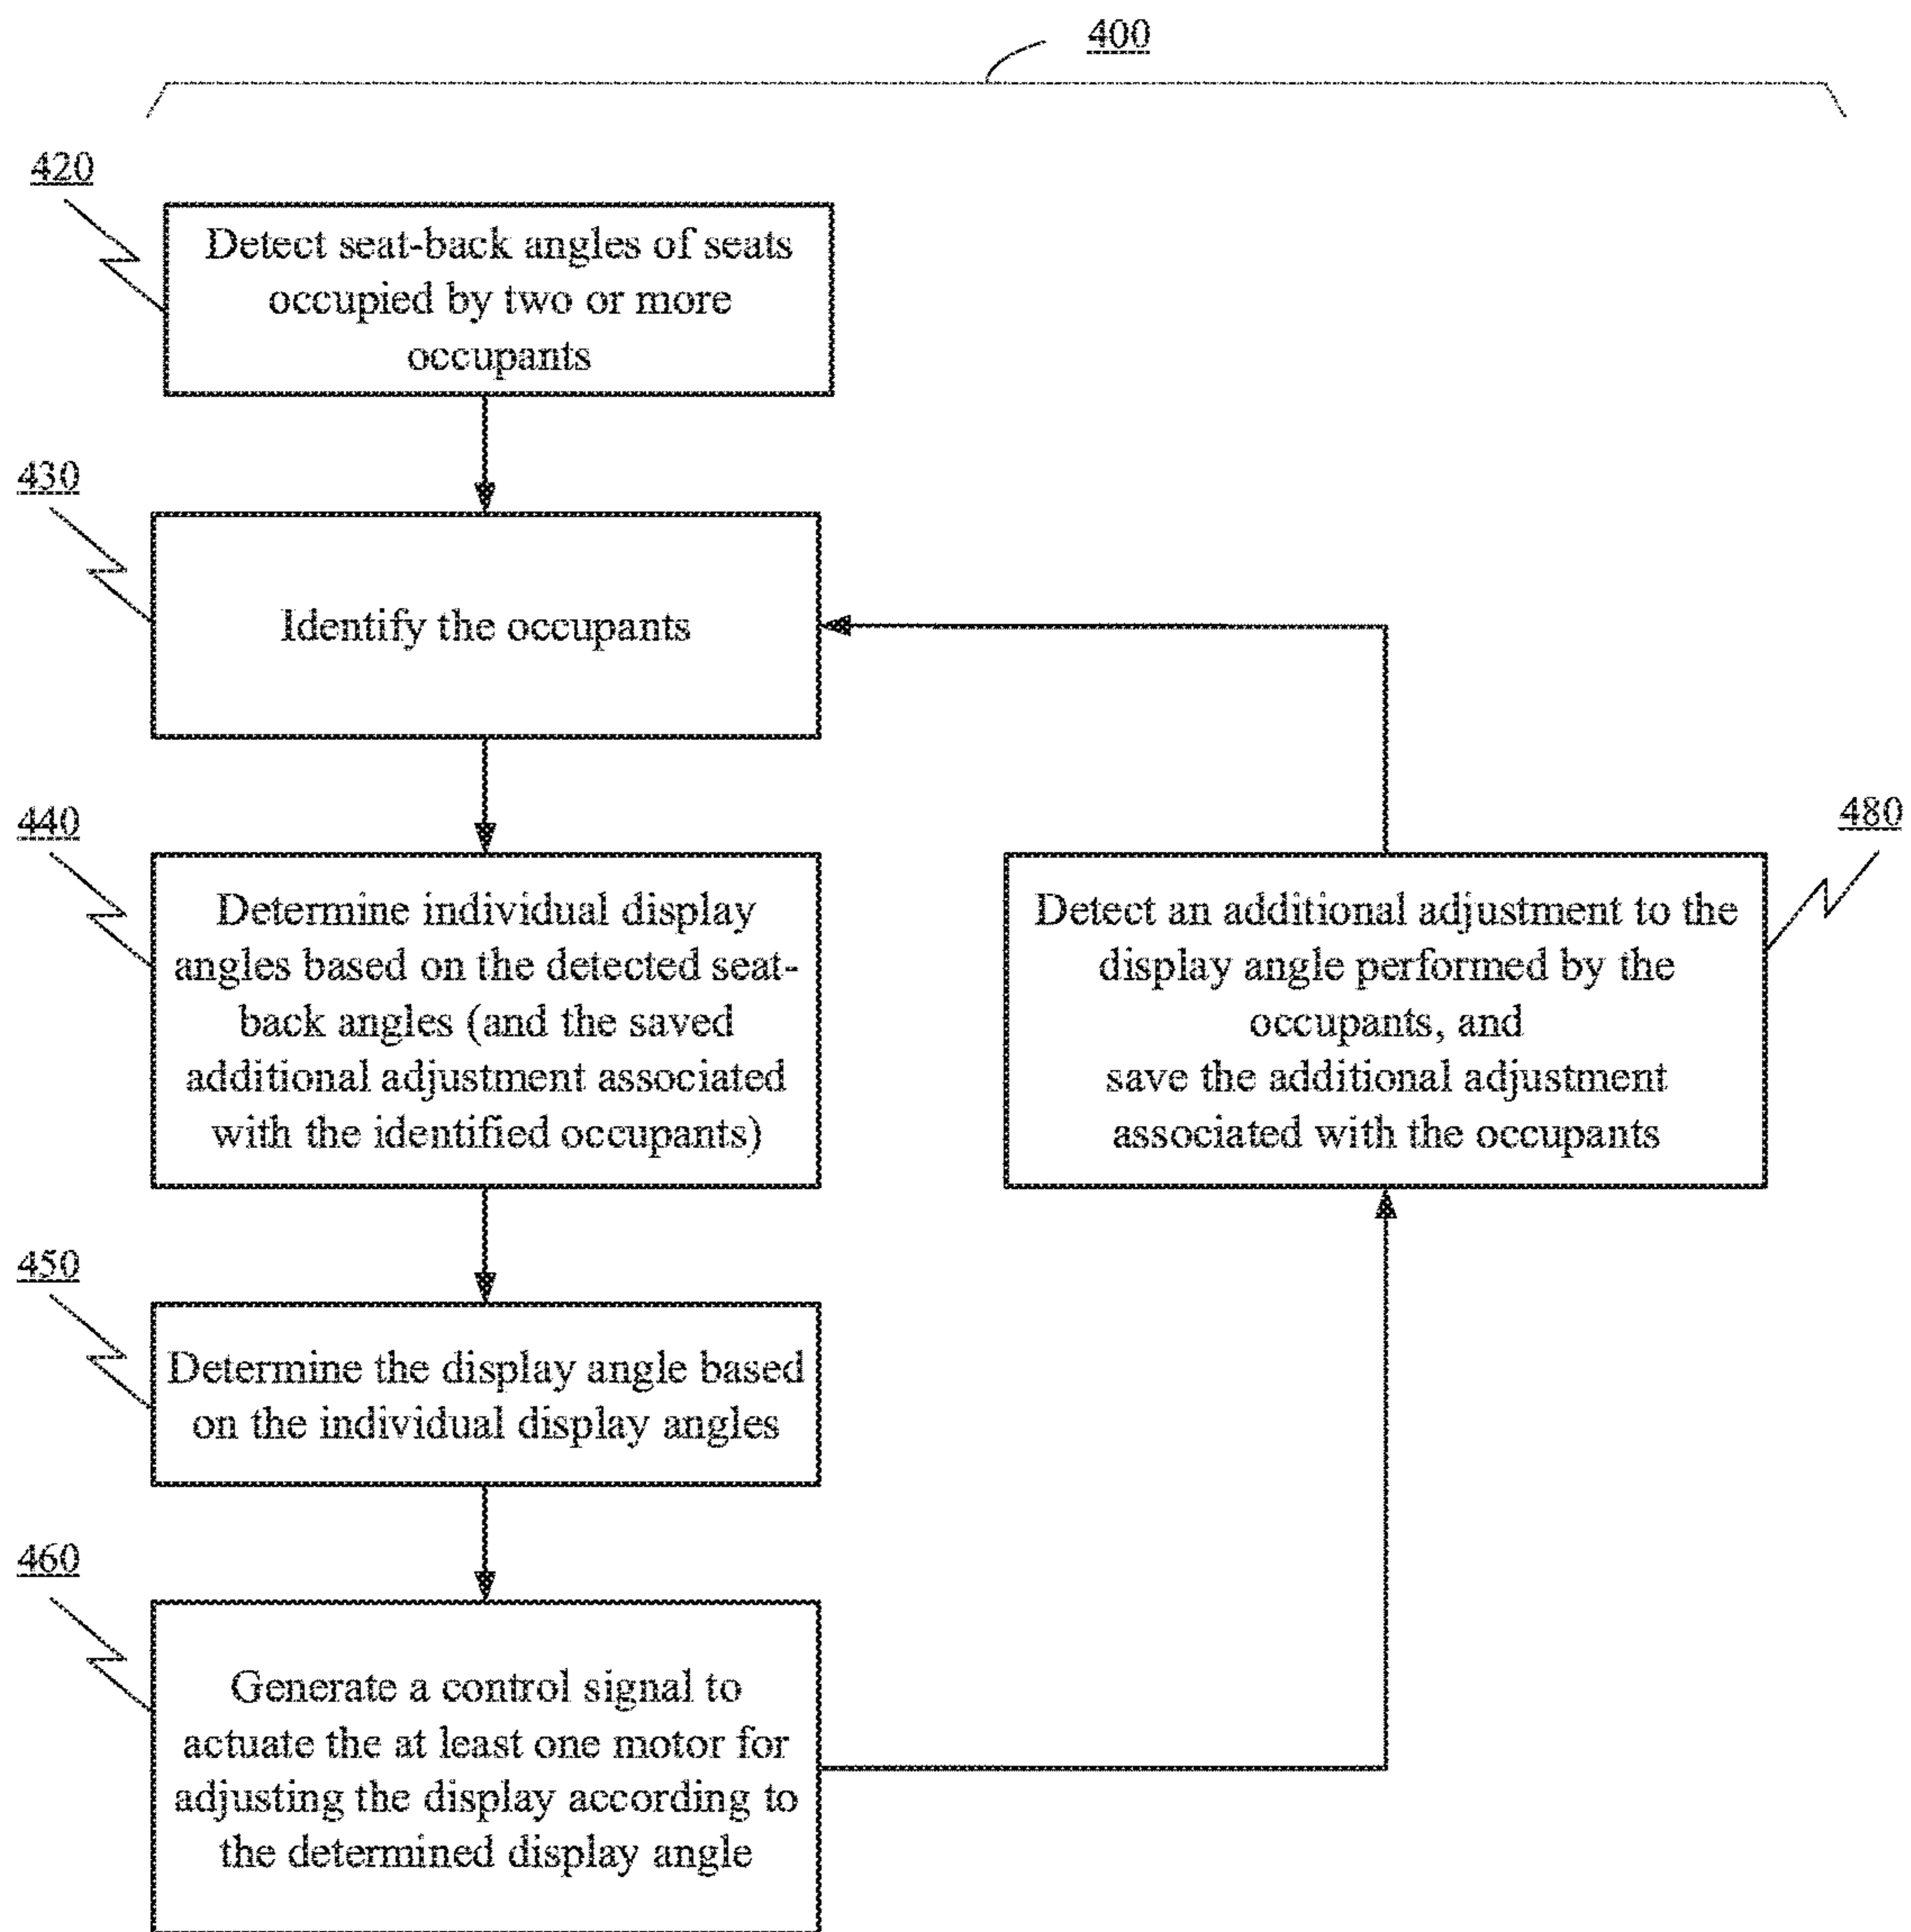 400
420
Detect seat-back angles of seats
occupied by two or more
occupants
430
Identify the occupants
440
Determine individual display
angles based on the detected seat-
back angles (and the saved
additional adjustment associated
with the identified occupants)
480
Detect an additional adjustment to the
display angle performed by the
occupants, and
save the additional adjustment
associated with the occupants
450
Determine the display angle based
on the individual display angles
460
Generate a control signal to
actuate the at least one motor for
adjusting the display according to
the determined display angle